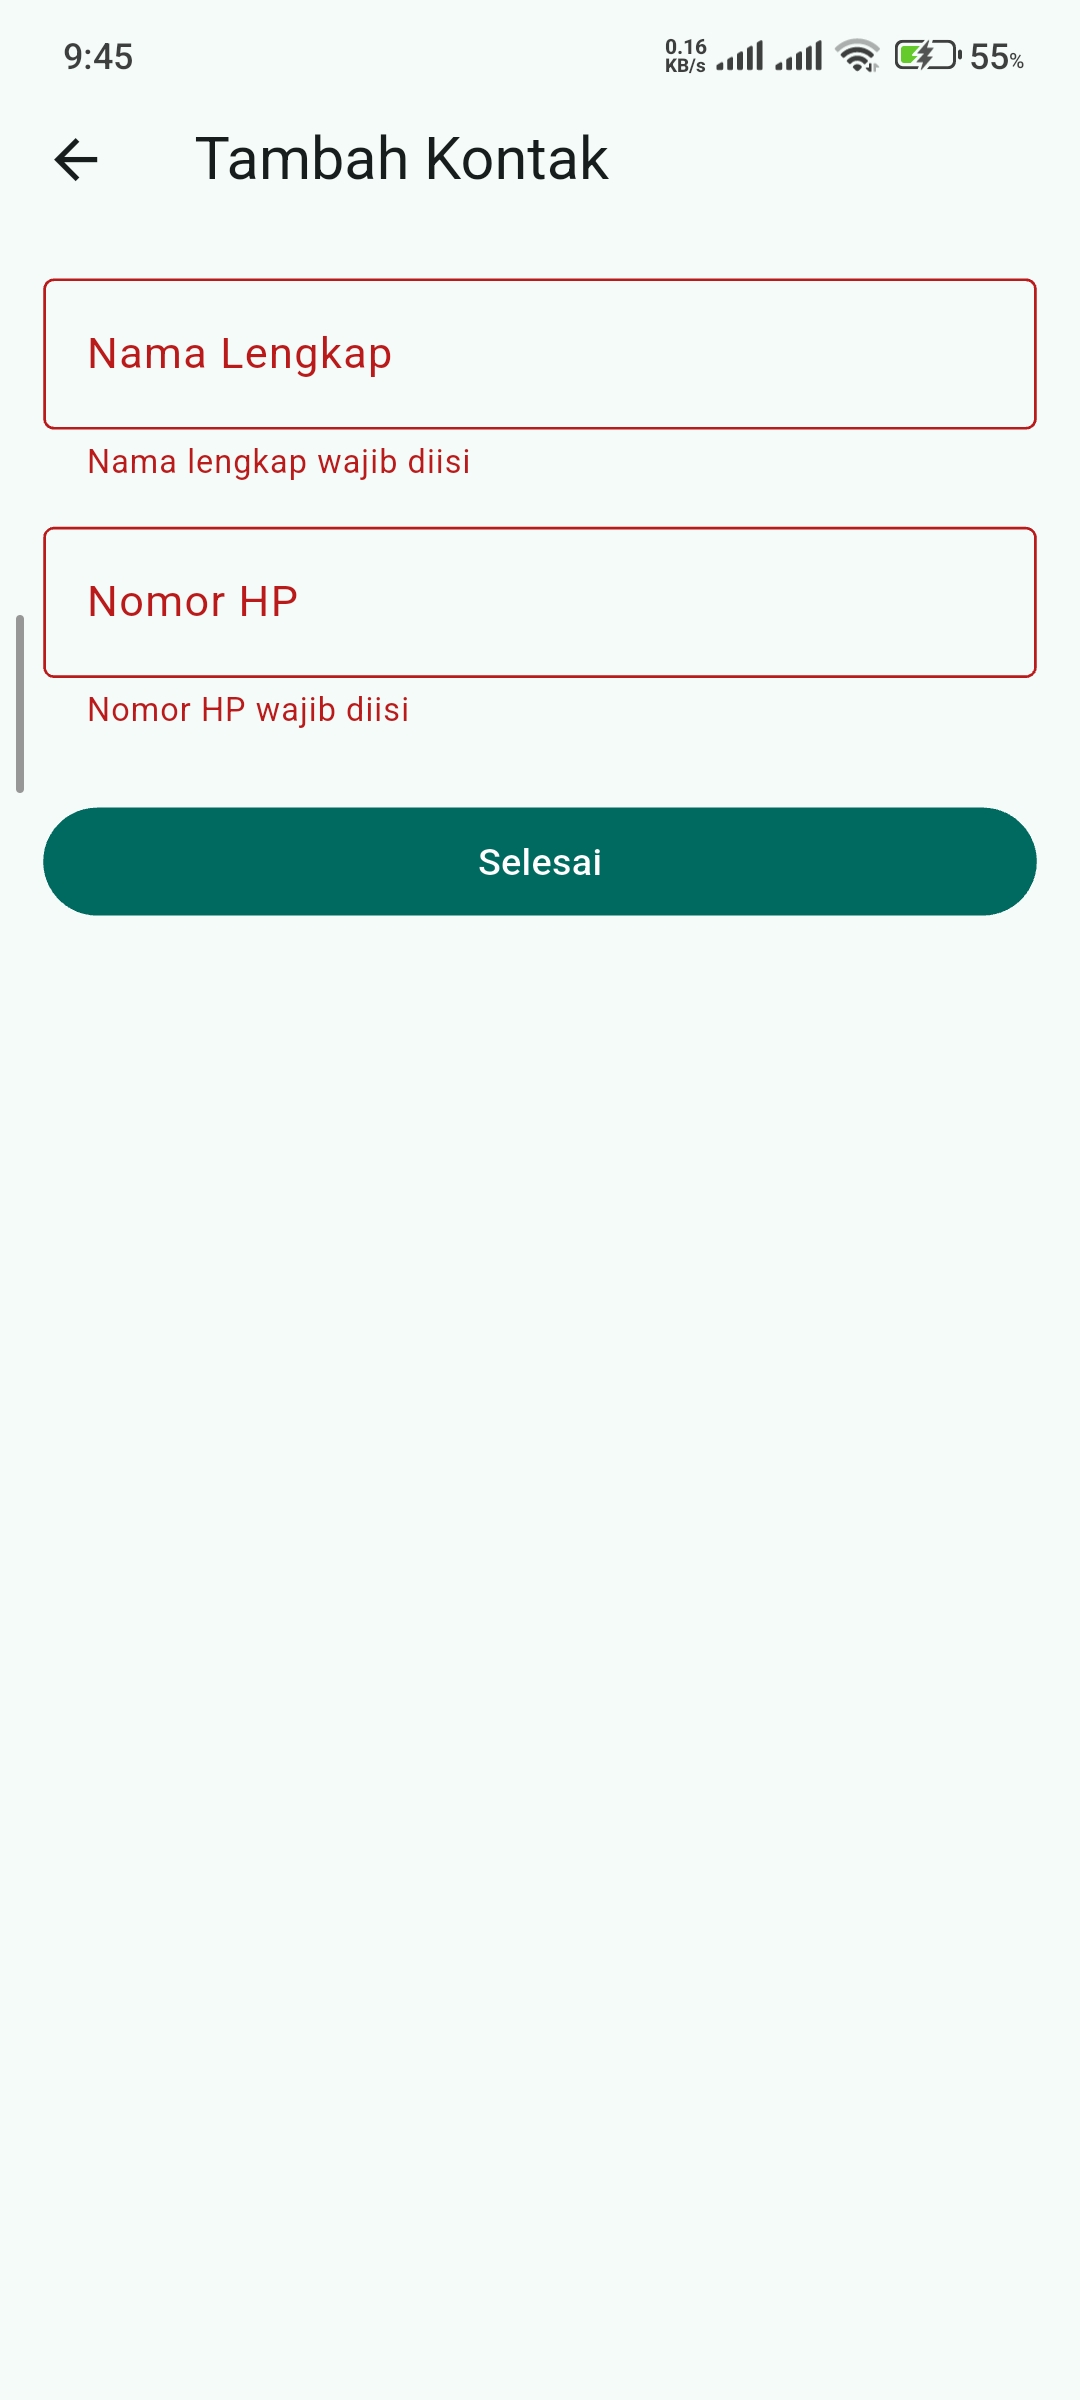 9:45
0.16
KB/s
55%
Tambah Kontak
Nama Lengkap
Nama lengkap wajib diisi
Nomor HP
Nomor HP wajib diisi
Selesai